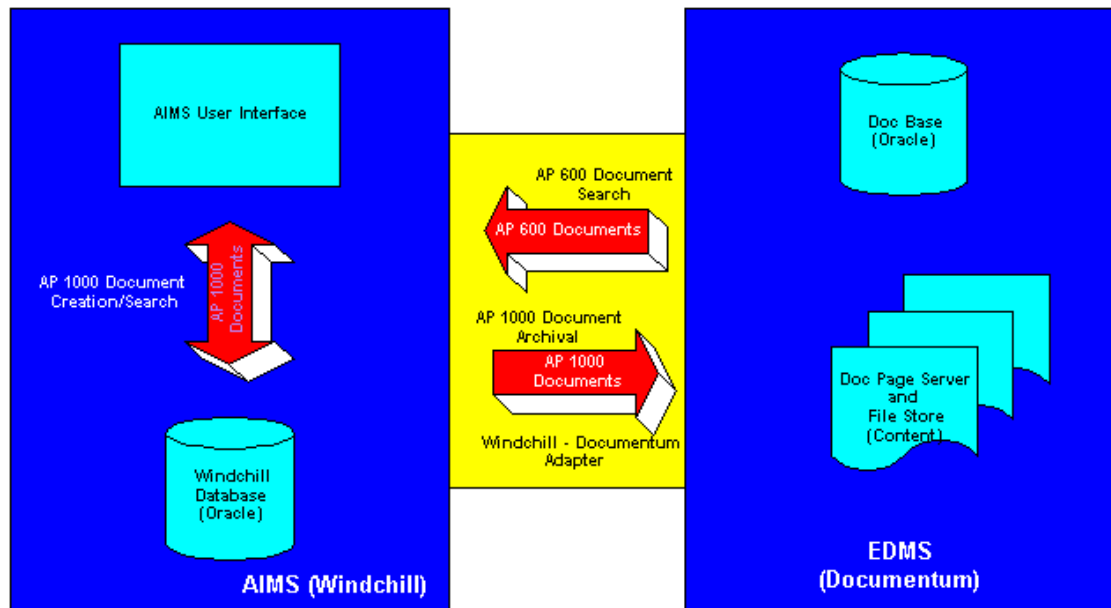 AIMS User Interface
AP 1000 Document
Creation/Search
AP 1000
Documents
Windchill
Database
(Oracle)
AIMS (Windchill)
AP 600 Document
Search
AP 600 Documents
AP 1000 Document
Archival
AP 1000
Documents
Windchill - Documentum
Adapter
Doc Base
(Oracle)
Doc Page Server
and
File Store
(Content)
EDMS
(Documentum)